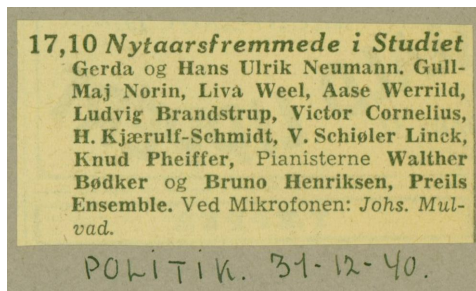 17,10 Nytaarsfremmede i Studiet
Gerda og Hans Ulrik Neumann. Gull-
Maj Norin, Liva Weel, Aase Werrild,
Ludvig Brandstrup, Victor Cornelius,
H. Kjærulf-Schmidt, V. Schiøler Linck,
Knud Pheiffer, Pianisterne Walther
Bødker og Bruno Henriksen, Preils
Ensemble. Ved Mikrofonen: Johs. Mul-
vad.
POLITIK. 31-12-40.